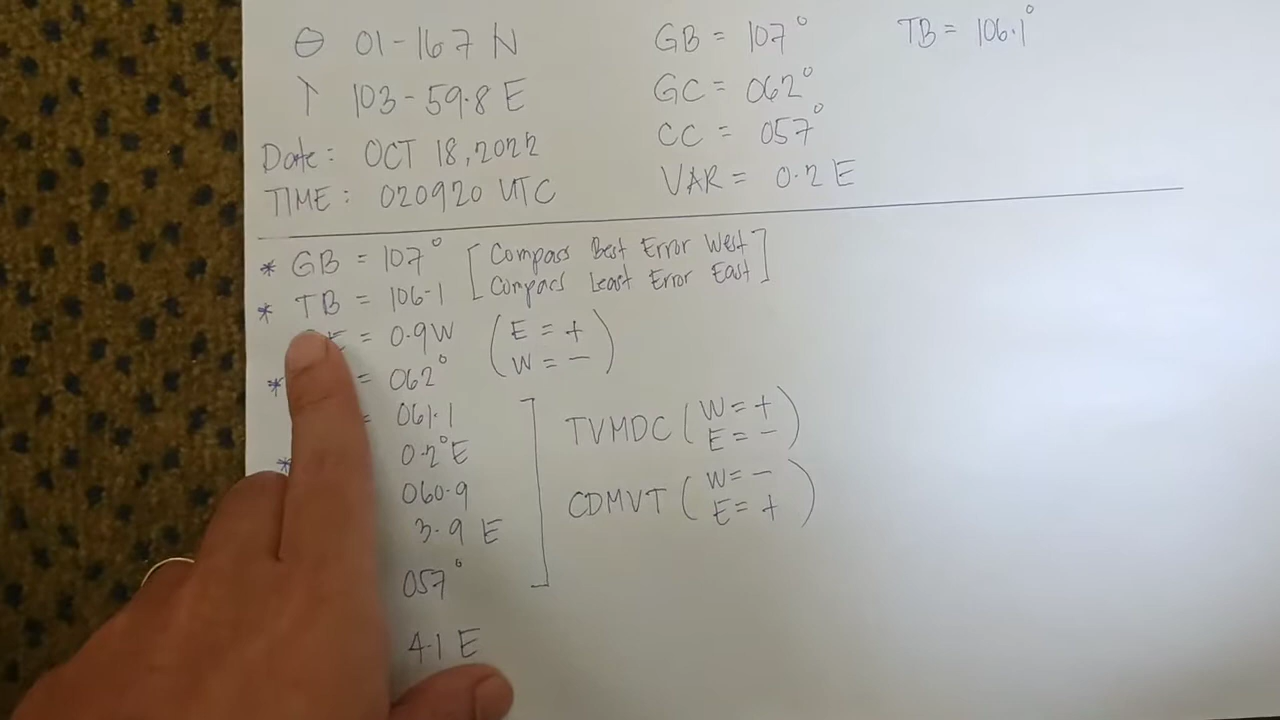 ⊖ 01-16.7 N GB = 107° TB = 106.1°
λ 103-59.8 E GC = 062°
Date: OCT 18, 2022 CC = 057°
TIME: 020920 UTC VAR = 0.2 E
* GB = 107° [Compass Best Error West]
* TB = 106.1 [Compass Least Error East]
E = 0.9W (E = +
W = -)
* = 062°
= 061.1
* 0.2°E
060.9
3.9 E
057°
4.1 E
TVMDC (W = +
E = -)
CDMVT (W = -
E = +)